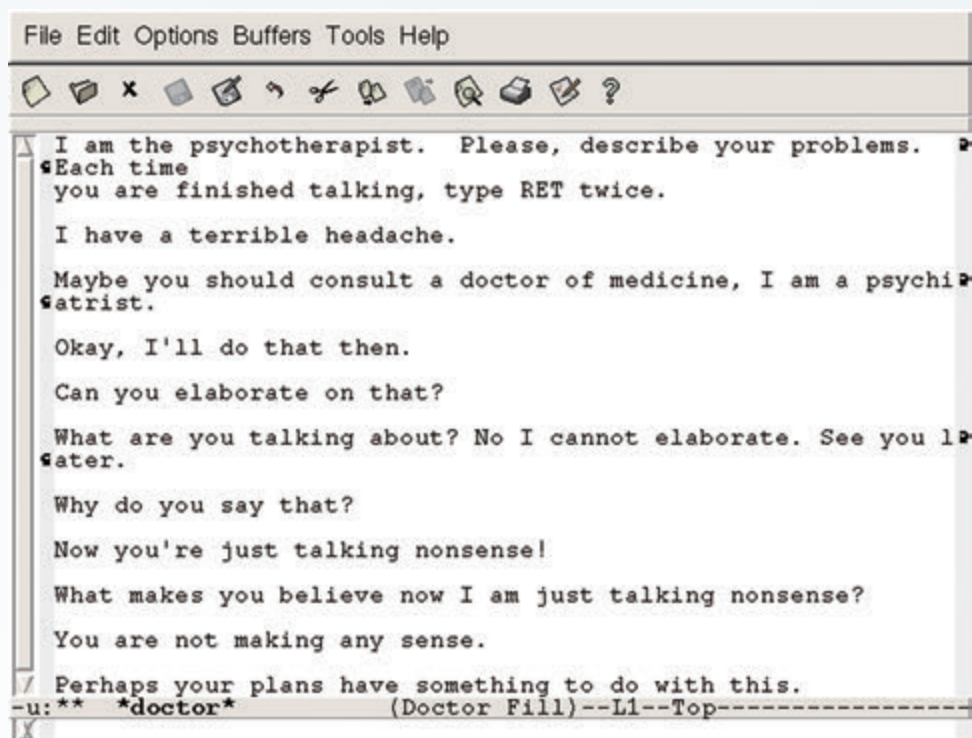 File Edit Options Buffers Tools Help
I am the psychotherapist.  Please, describe your problems.
Each time
you are finished talking, type RET twice.
I have a terrible headache.
Maybe you should consult a doctor of medicine, I am a psychi
atrist.
Okay, I'll do that then.
Can you elaborate on that?
What are you talking about? No I cannot elaborate. See you l
ater.
Why do you say that?
Now you're just talking nonsense!
What makes you believe now I am just talking nonsense?
You are not making any sense.
Perhaps your plans have something to do with this.
-u:**  *doctor*            (Doctor Fill)--L1--Top-----------------